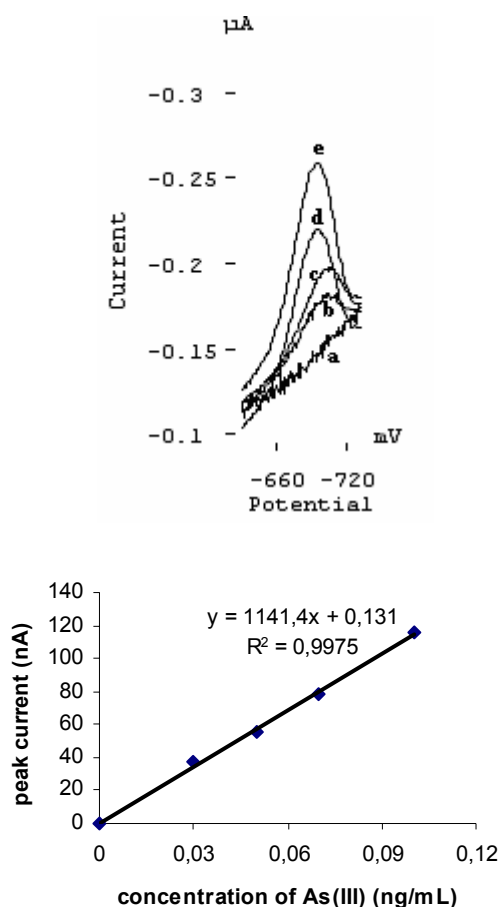 µA
-0.3
-0.25
-0.2
-0.15
-0.1
Current
e
d
c
b
a
mV
-660 -720
Potential
140
120
100
80
60
40
20
0
peak current (nA)
y = 1141,4x + 0,131
R² = 0,9975
0 0,03 0,06 0,09 0,12
concentration of As(III) (ng/mL)